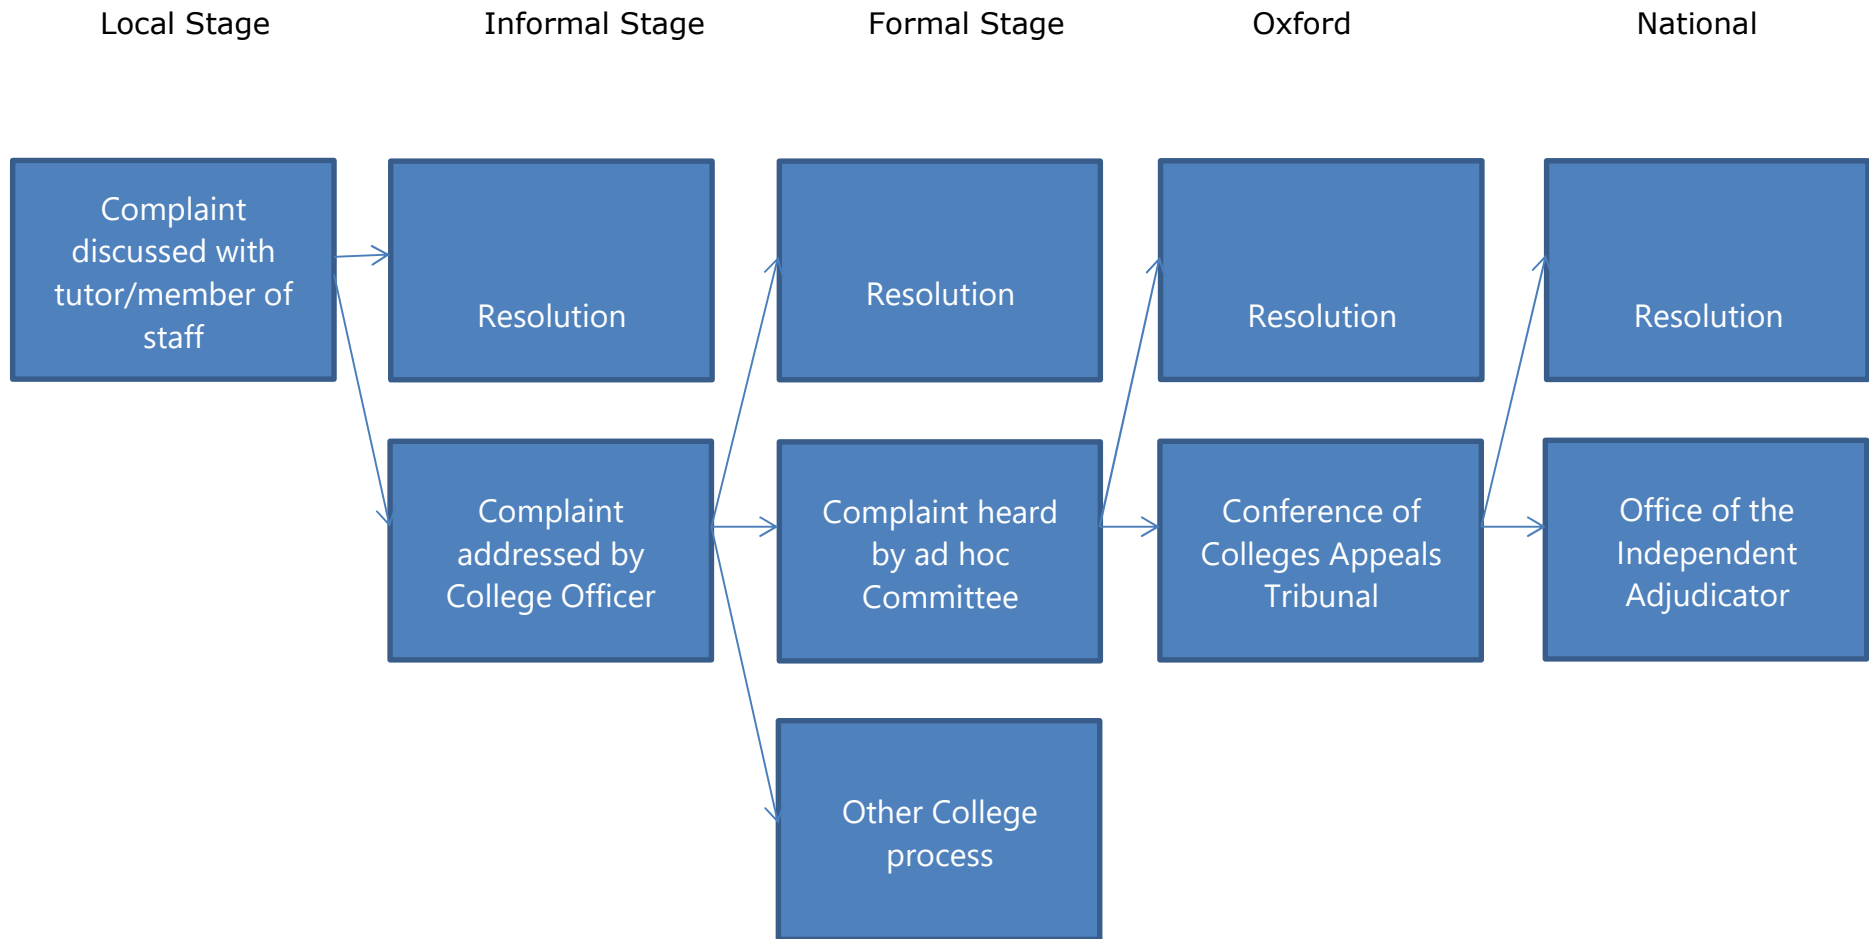 Local Stage
Informal Stage
Formal Stage
Oxford
National
Complaint
discussed with
tutor/member of
staff
Resolution
Resolution
Resolution
Resolution
Complaint
addressed by
College Officer
Complaint heard
by ad hoc
Committee
Conference of
Colleges Appeals
Tribunal
Office of the
Independent
Adjudicator
Other College
process